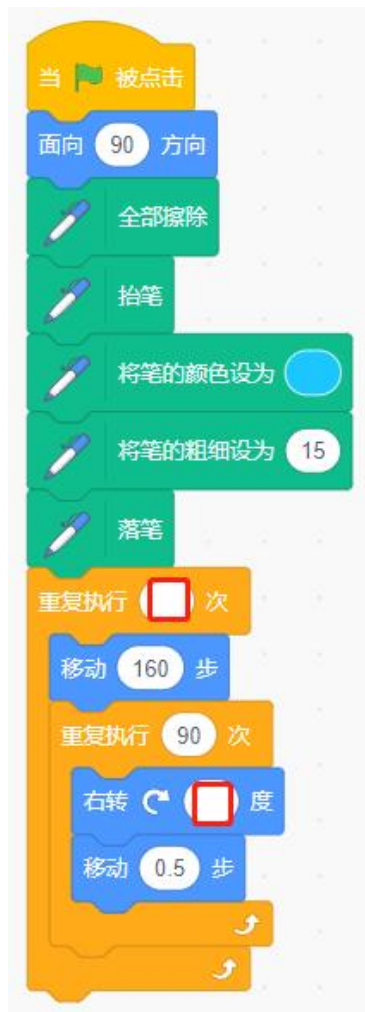 当 被点击
面向 90 方向
全部擦除
抬笔
将笔的颜色设为
将笔的粗细设为 15
落笔
重复执行 次
移动 160 步
重复执行 90 次
右转 度
移动 0.5 步